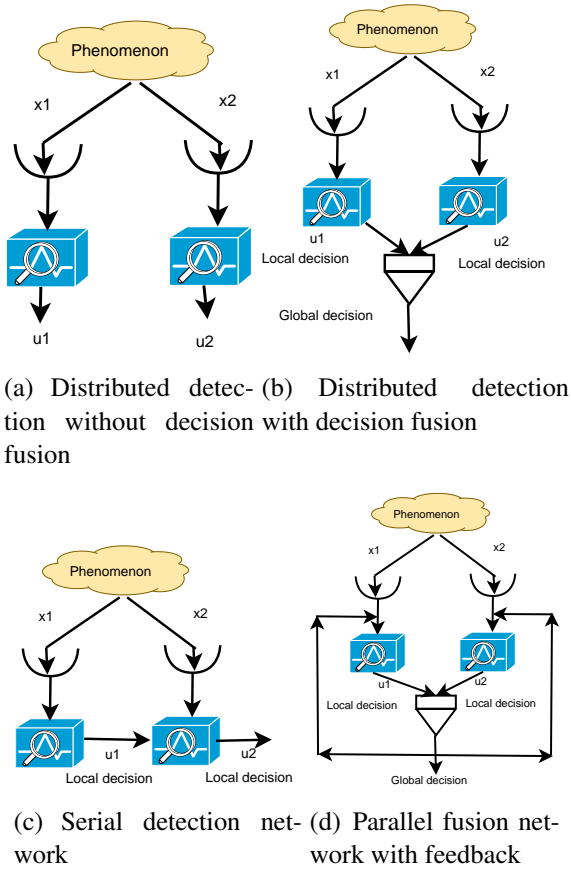 Phenomenon
x1
x2
u1
u2
(a) Distributed detec-
tion without decision
fusion
Phenomenon
x1
x2
u1
Local decision
u2
Local decision
Global decision
(b) Distributed detection
with decision fusion
Phenomenon
x1
x2
u1
Local decision
u2
Local decision
(c) Serial detection net-
work
Phenomenon
x1
x2
u1
Local decision
u2
Local decision
Global decision
(d) Parallel fusion net-
work with feedback